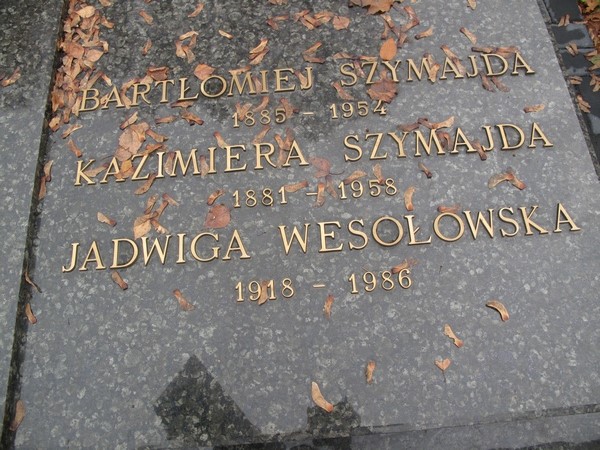 BARTŁOMIEJ SZYMAJDA
1885 - 1954
KAZIMIERA SZYMAJDA
1881 - 1958
JADWIGA WESOŁOWSKA
1918 - 1986